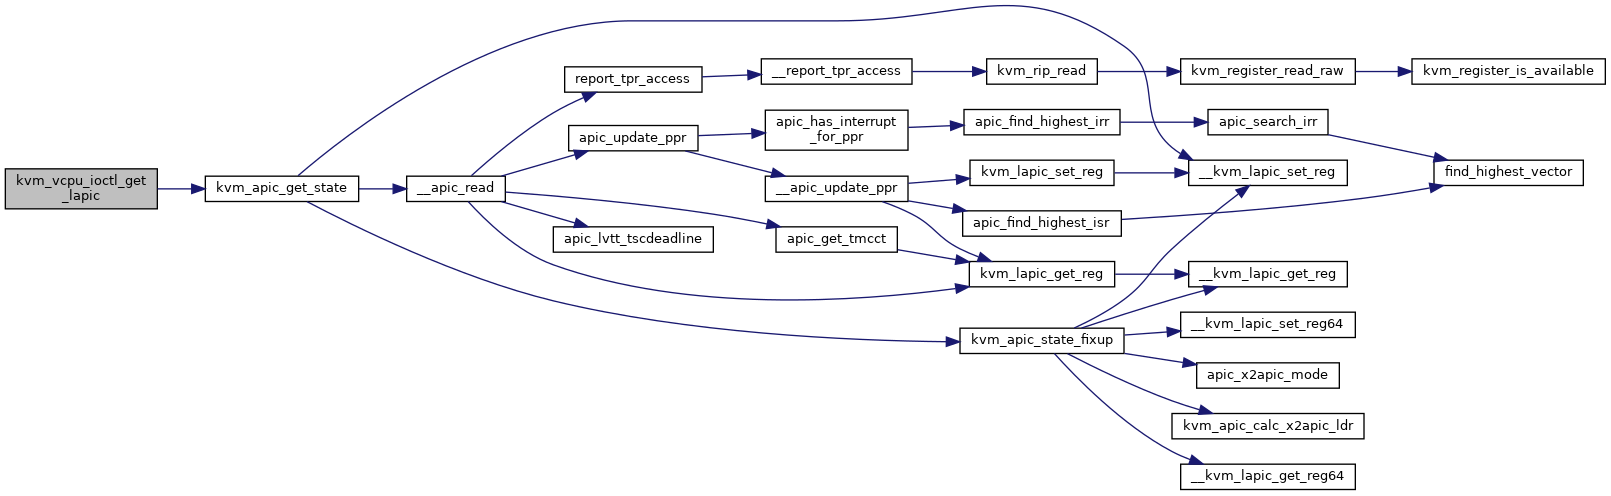 kvm_vcpu_ioctl_get
_lapic
kvm_apic_get_state
__apic_read
report_tpr_access
apic_update_ppr
apic_lvtt_tscdeadline
__report_tpr_access
apic_has_interrupt
_for_ppr
__apic_update_ppr
apic_get_tmcct
kvm_rip_read
apic_find_highest_irr
kvm_lapic_set_reg
apic_find_highest_isr
kvm_lapic_get_reg
kvm_apic_state_fixup
kvm_register_read_raw
apic_search_irr
__kvm_lapic_set_reg
__kvm_lapic_get_reg
__kvm_lapic_set_reg64
apic_x2apic_mode
kvm_apic_calc_x2apic_ldr
__kvm_lapic_get_reg64
kvm_register_is_available
find_highest_vector